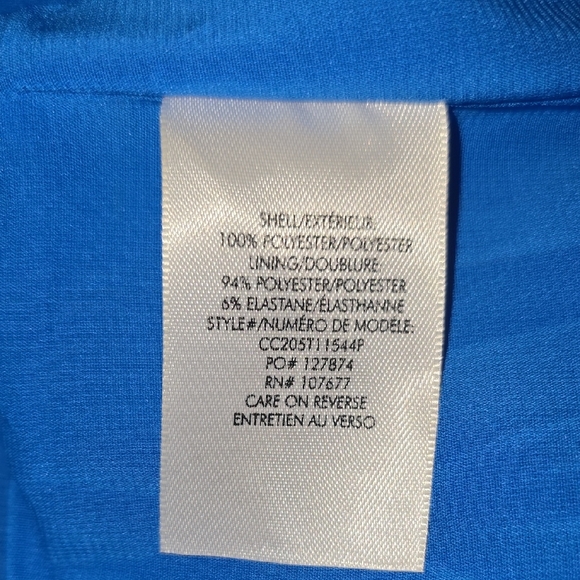 SHELL/EXTÉRIEUR:
100% POLYESTER/POLYESTER
LINING/DOUBLURE:
94% POLYESTER/POLYESTER
6% ELASTANE/ÉLASTHANNE
STYLE#/NUMÉRO DE MODÈLE:
CC205T11544P
PO# 127874
RN# 107677
CARE ON REVERSE
ENTRETIEN AU VERSO